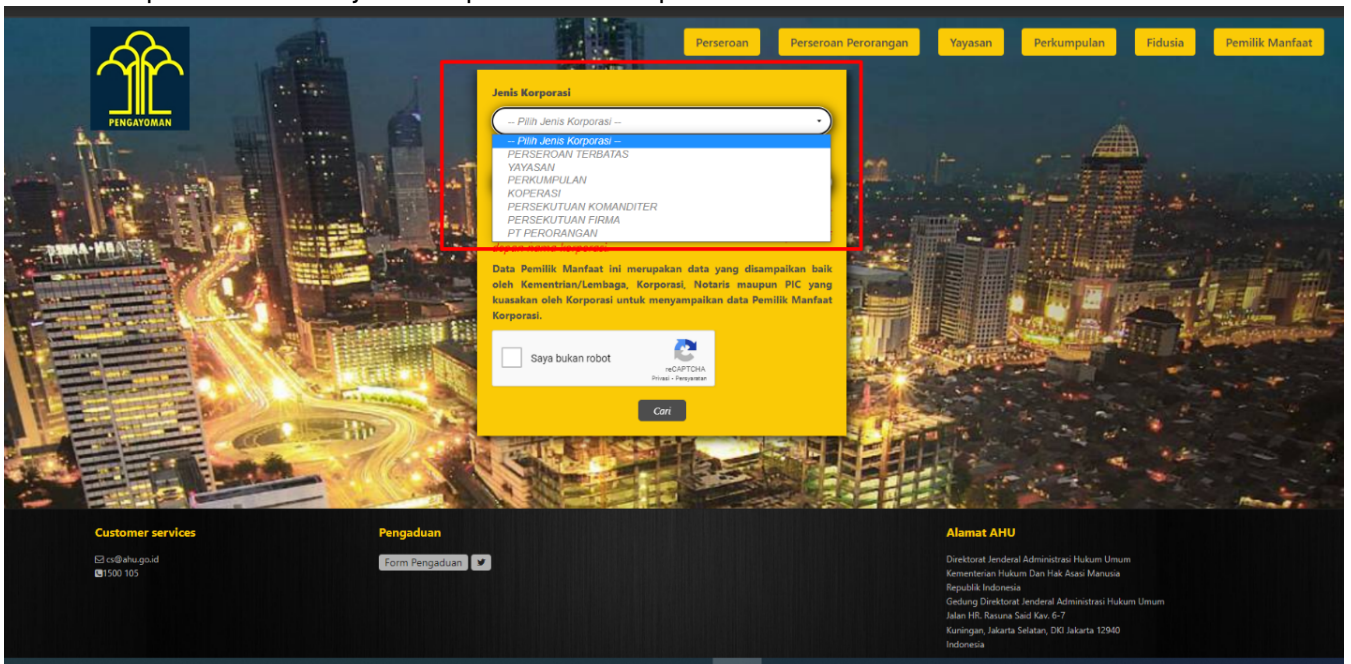 PENGAYOMAN
Perseroan
Perseroan Perorangan
Yayasan
Perkumpulan
Fidusia
Pemilik Manfaat
Jenis Korporasi
-- Pilih Jenis Korporasi --
-- Pilih Jenis Korporasi --
PERSEROAN TERBATAS
YAYASAN
PERKUMPULAN
KOPERASI
PERSEKUTUAN KOMANDITER
PERSEKUTUAN FIRMA
PT PERORANGAN
depan nama korporasi.
Data Pemilik Manfaat ini merupakan data yang disampaikan baik
oleh Kementrian/Lembaga, Korporasi, Notaris maupun PIC yang
kuasakan oleh Korporasi untuk menyampaikan data Pemilik Manfaat
Korporasi.
Saya bukan robot
reCAPTCHA
Privasi - Persyaratan
Cari
Customer services
cs@ahu.go.id
1500 105
Pengaduan
Form Pengaduan
Alamat AHU
Direktorat Jenderal Administrasi Hukum Umum
Kementerian Hukum Dan Hak Asasi Manusia
Republik Indonesia
Gedung Direktorat Jenderal Administrasi Hukum Umum
Jalan HR. Rasuna Said Kav. 6-7
Kuningan, Jakarta Selatan, DKI Jakarta 12940
Indonesia